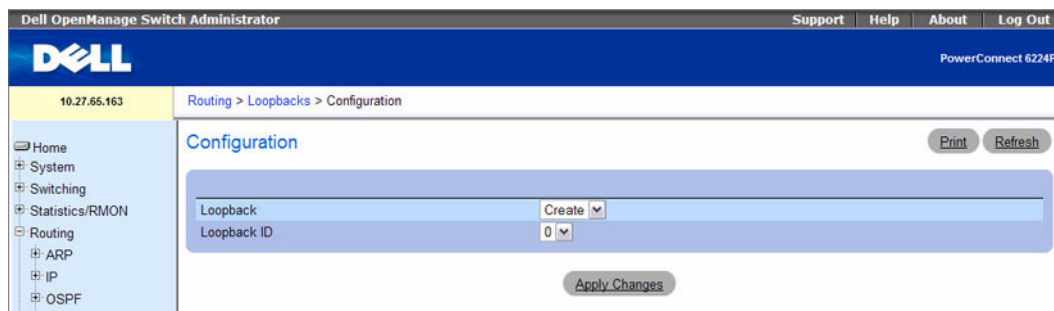 Dell OpenManage Switch Administrator
Support Help About Log Out
DELL
PowerConnect 6224P
10.27.65.163
Routing > Loopbacks > Configuration
Home
System
Switching
Statistics/RMON
Routing
ARP
IP
OSPF
Configuration
Print Refresh
Loopback Create
Loopback ID 0
Apply Changes